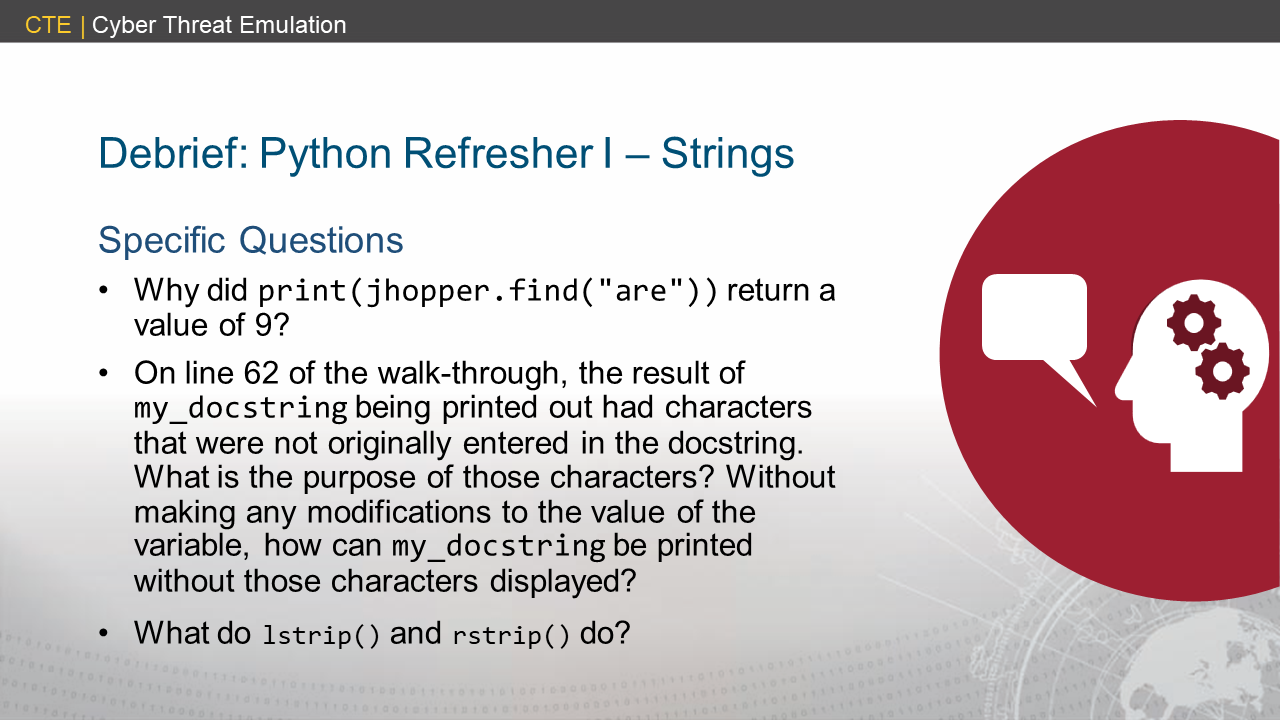 CTE | Cyber Threat Emulation
Debrief: Python Refresher I – Strings
Specific Questions
• Why did print(jhopper.find("are")) return a
value of 9?
• On line 62 of the walk-through, the result of
my_docstring being printed out had characters
that were not originally entered in the docstring.
What is the purpose of those characters? Without
making any modifications to the value of the
variable, how can my_docstring be printed
without those characters displayed?
• What do lstrip() and rstrip() do?